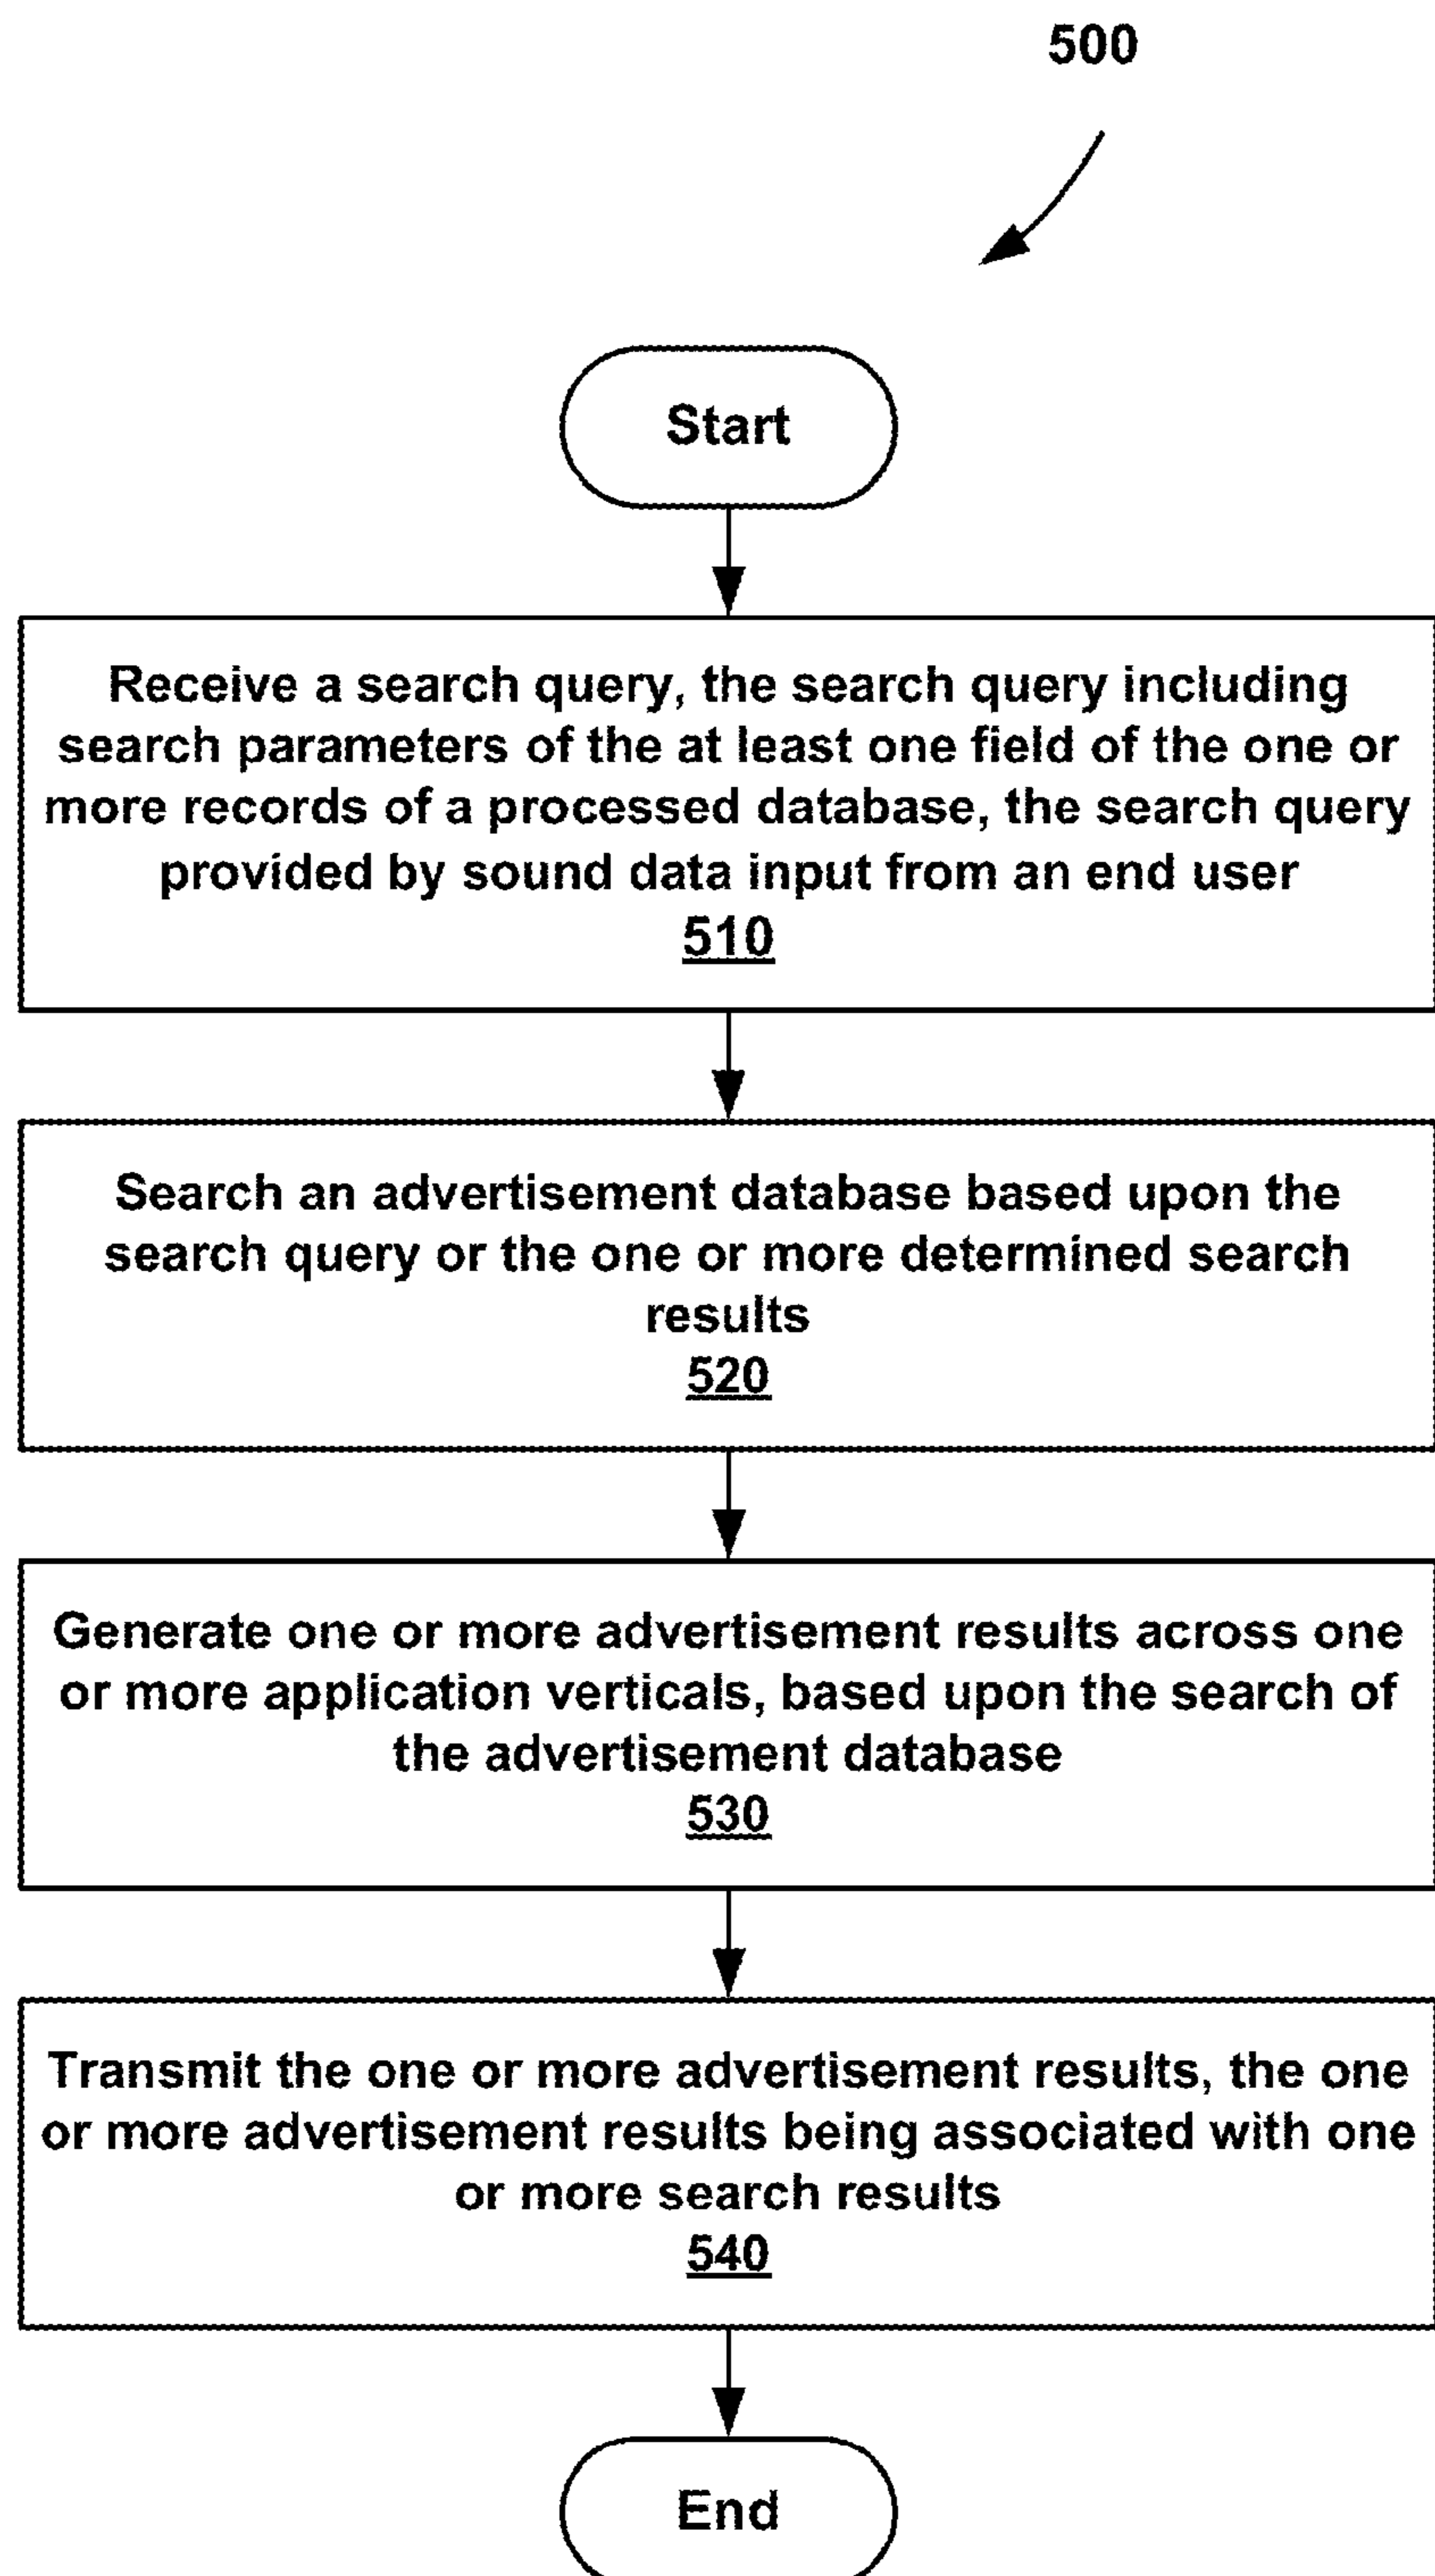 500
Start
Receive a search query, the search query including
search parameters of the at least one field of the one or
more records of a processed database, the search query
provided by sound data input from an end user
510
Search an advertisement database based upon the
search query or the one or more determined search
results
520
Generate one or more advertisement results across one
or more application verticals, based upon the search of
the advertisement database
530
Transmit the one or more advertisement results, the one
or more advertisement results being associated with one
or more search results
540
End